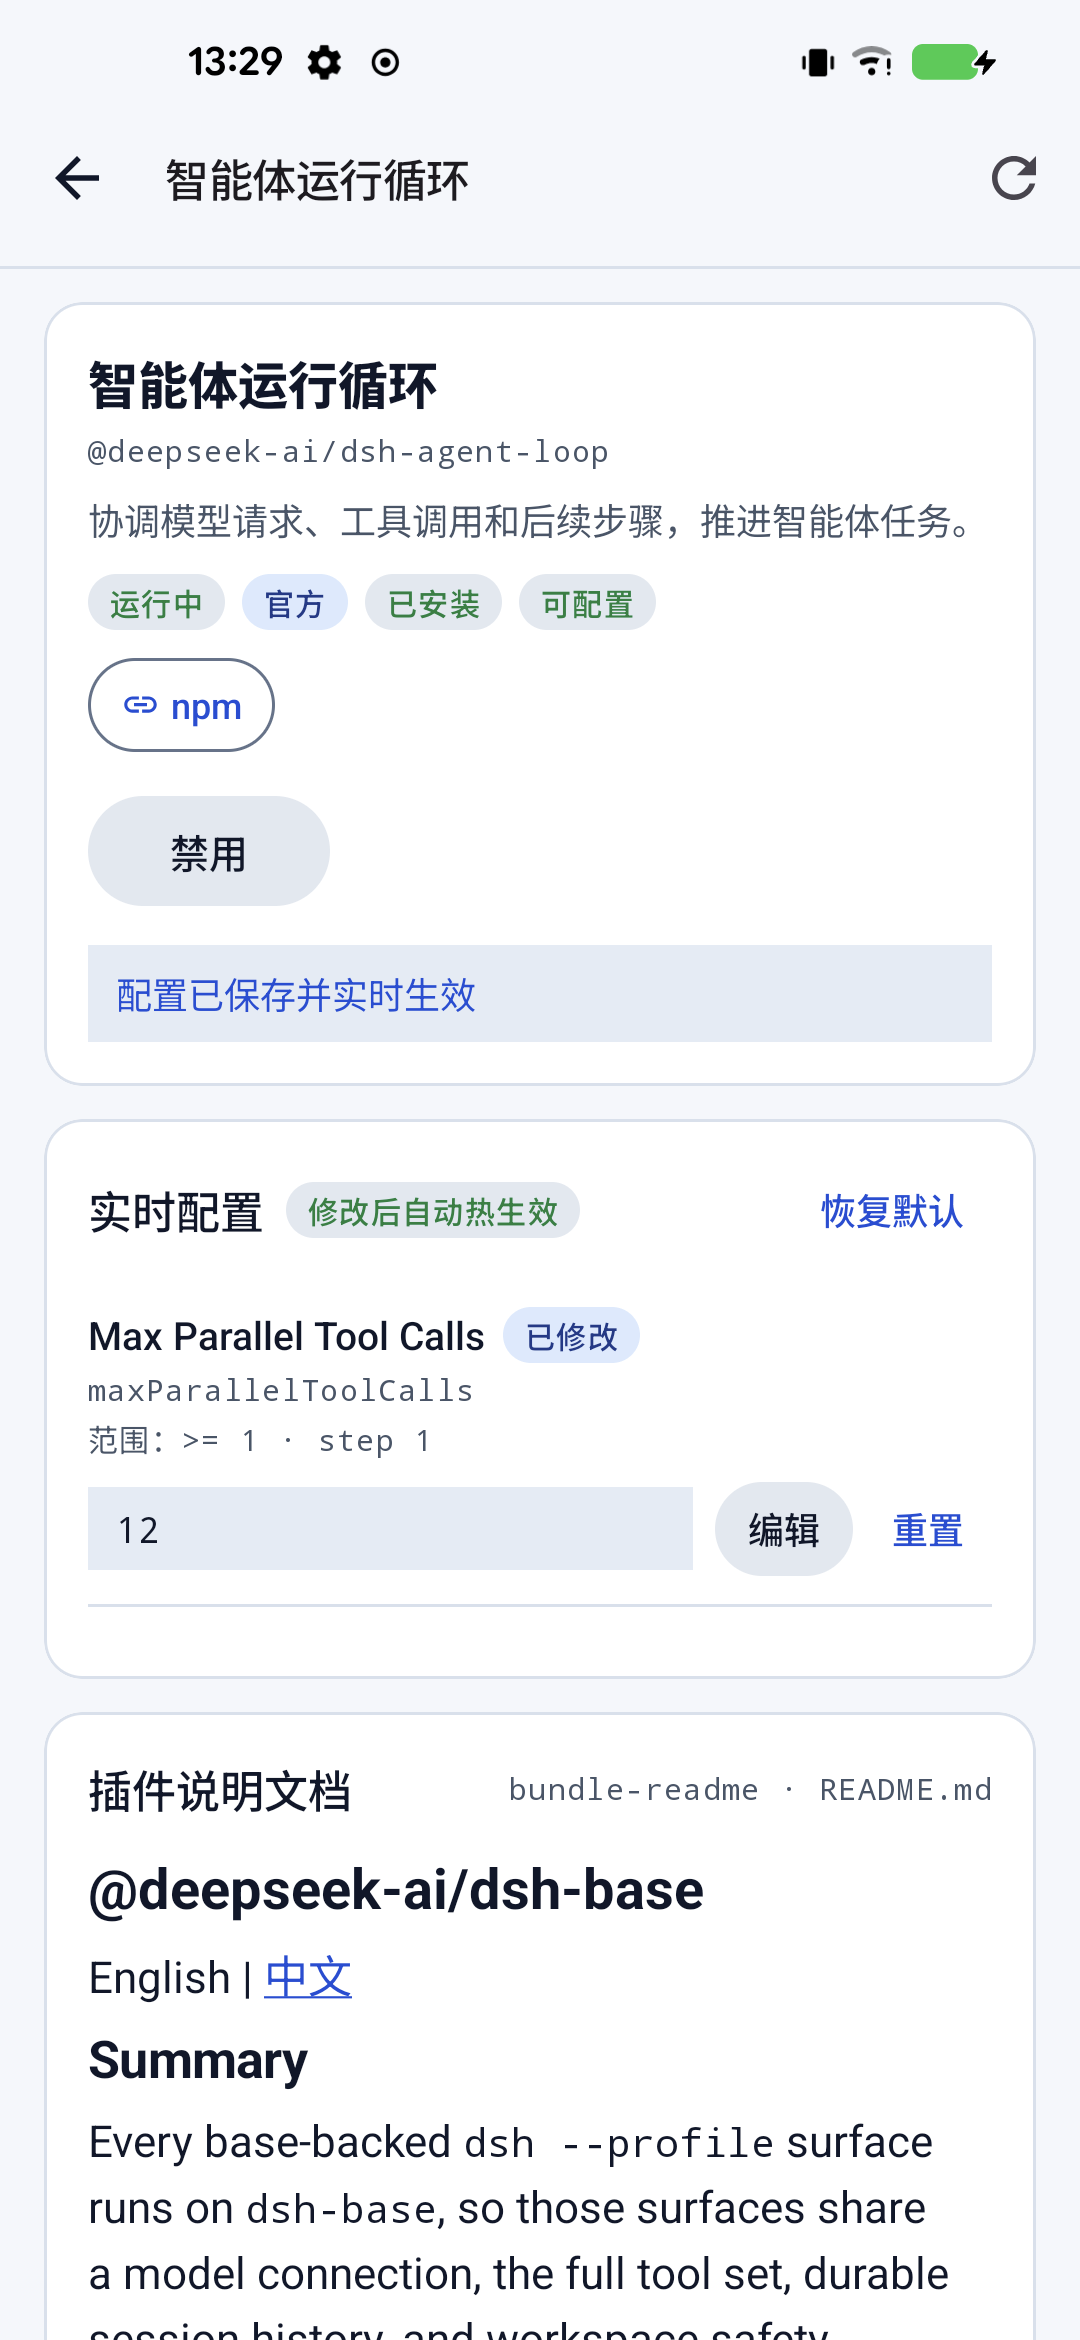 13:29
智能体运行循环
智能体运行循环
@deepseek-ai/dsh-agent-loop
协调模型请求、工具调用和后续步骤，推进智能体任务。
运行中 官方 已安装 可配置
npm
禁用
配置已保存并实时生效
实时配置 修改后自动热生效 恢复默认
Max Parallel Tool Calls 已修改
maxParallelToolCalls
范围：>= 1 · step 1
12 编辑 重置
插件说明文档 bundle-readme · README.md
@deepseek-ai/dsh-base
English | 中文
Summary
Every base-backed dsh --profile surface
runs on dsh-base, so those surfaces share
a model connection, the full tool set, durable
session history, and workspace safety